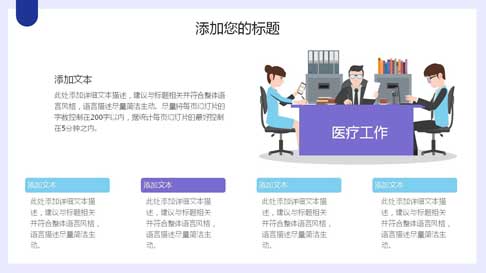 添加您的标题
添加文本
此处添加详细文本描述，建议与标题相关并符合整体语
言风格，语言描述尽量简洁生动。尽量将每页幻灯片的
字数控制在200字以内，据统计每页幻灯片的最好控制
在5分钟之内。
医疗工作
添加文本
此处添加详细文本描
述，建议与标题相关
并符合整体语言风格，
语言描述尽量简洁生
动。
添加文本
此处添加详细文本描
述，建议与标题相关
并符合整体语言风格，
语言描述尽量简洁生
动。
添加文本
此处添加详细文本描
述，建议与标题相关
并符合整体语言风格，
语言描述尽量简洁生
动。
添加文本
此处添加详细文本描
述，建议与标题相关
并符合整体语言风格，
语言描述尽量简洁生
动。